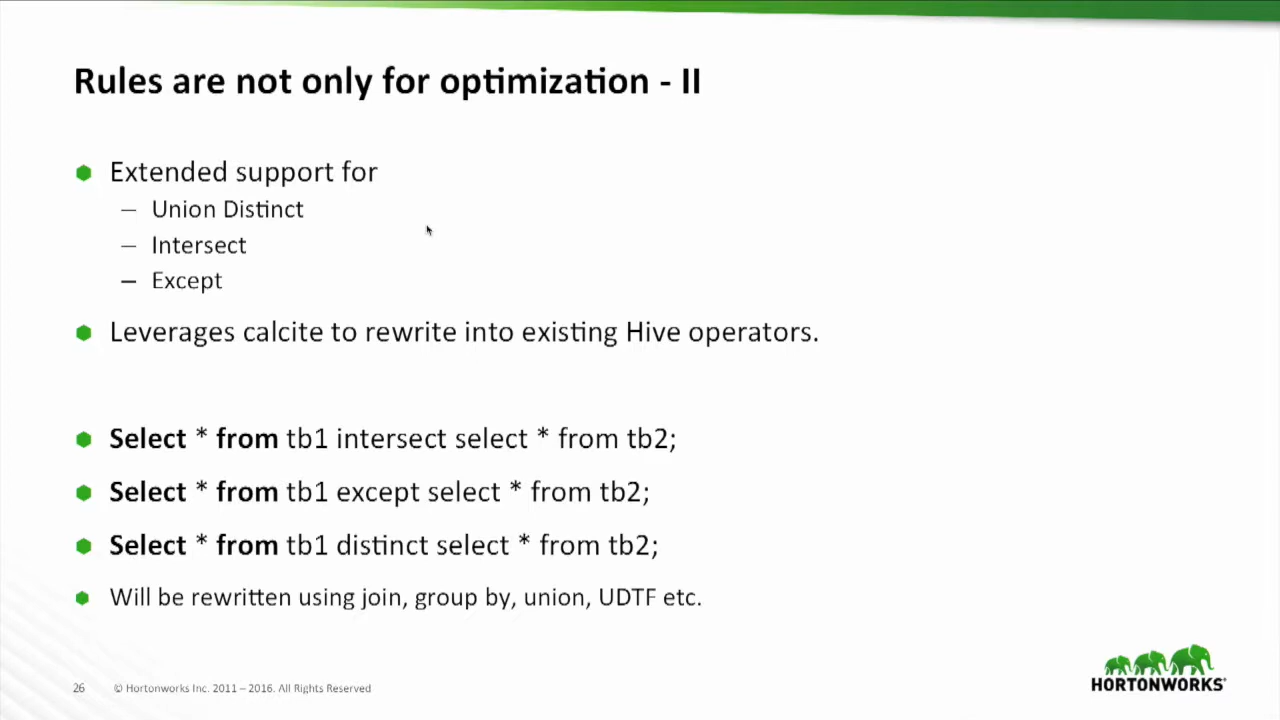 Rules are not only for optimization - II
Extended support for
– Union Distinct
– Intersect
– Except
Leverages calcite to rewrite into existing Hive operators.
Select * from tb1 intersect select * from tb2;
Select * from tb1 except select * from tb2;
Select * from tb1 distinct select * from tb2;
Will be rewritten using join, group by, union, UDTF etc.
26 © Hortonworks Inc. 2011 – 2016. All Rights Reserved
HORTONWORKS